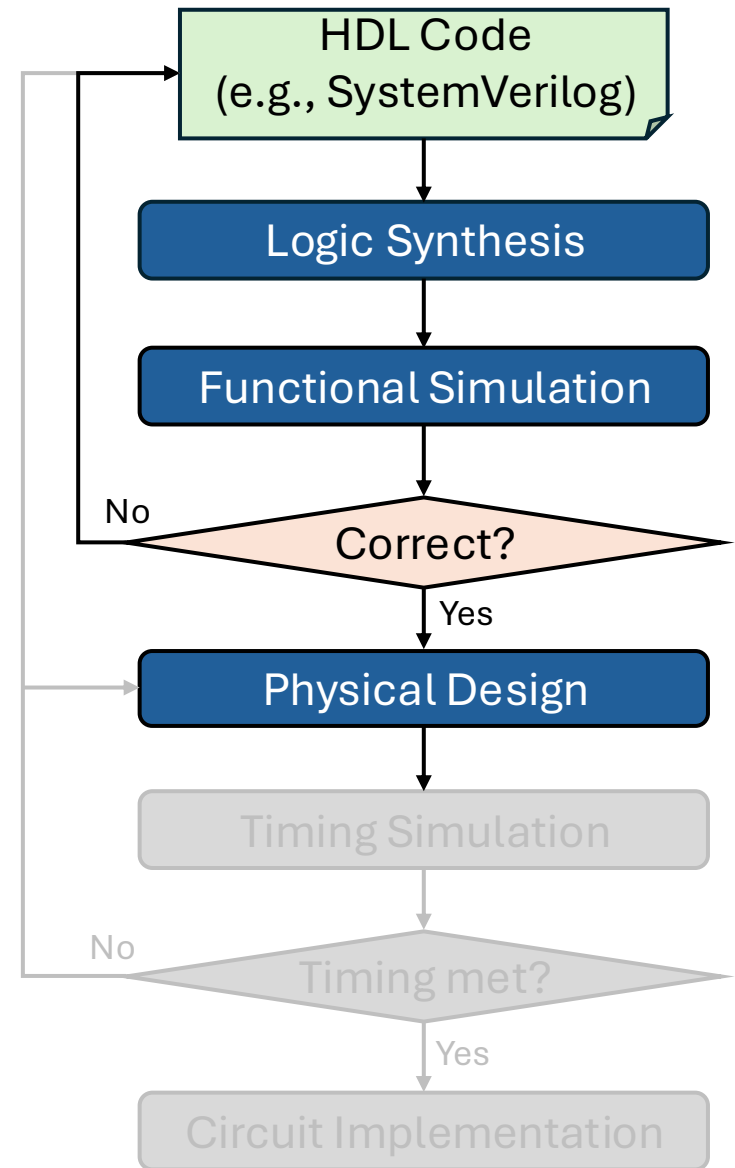 HDL Code
(e.g., SystemVerilog)
Logic Synthesis
Functional Simulation
No
Correct?
Yes
Physical Design
Timing Simulation
No
Timing met?
Yes
Circuit Implementation